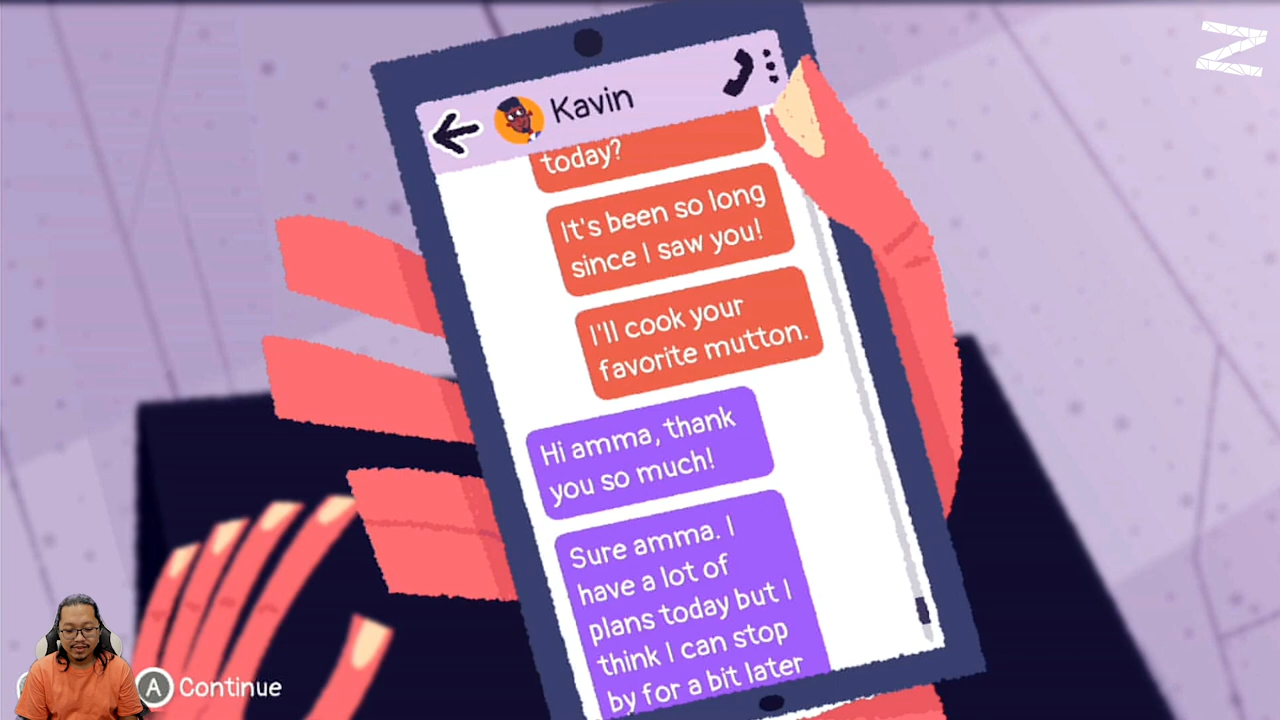 Kavin
today?
It's been so long
since I saw you!
I'll cook your
favorite mutton.
Hi amma, thank
you so much!
Sure amma. I
have a lot of
plans today but I
think I can stop
by for a bit later
A Continue
Z